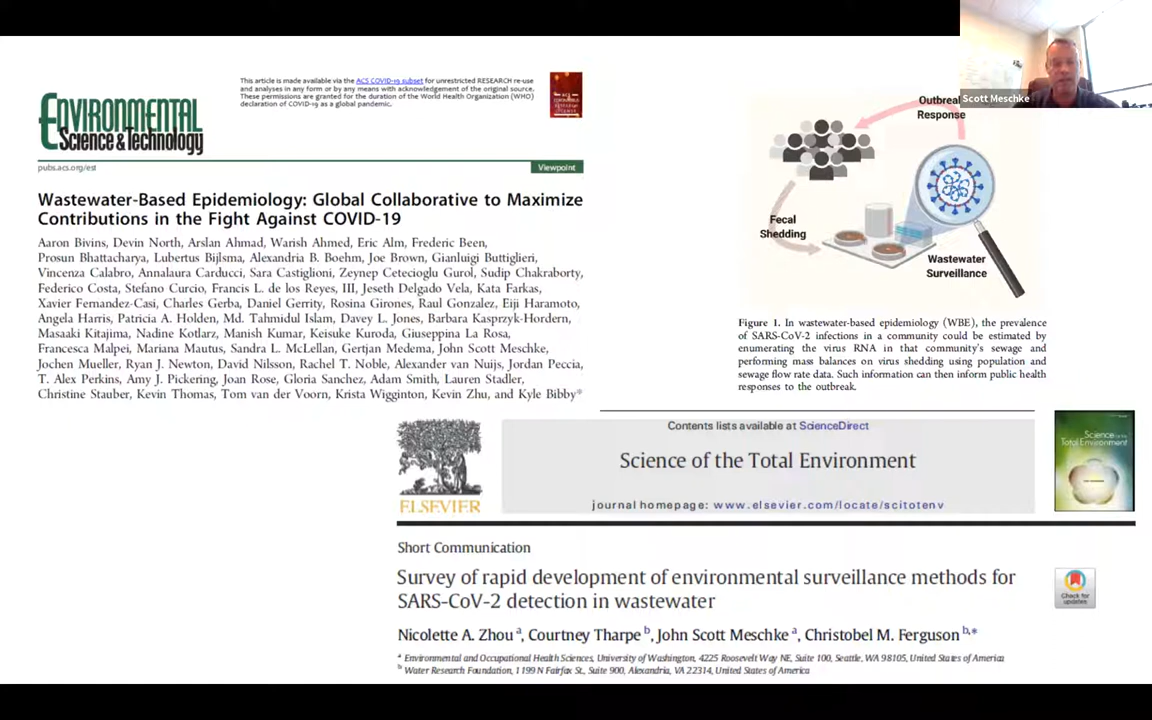 This article is made available via the ACS COVID-19 subset for unrestricted RESEARCH re-use
and analyses in any form or by any means with acknowledgement of the original source.
These permissions are granted for the duration of the World Health Organization (WHO)
declaration of COVID-19 as a global pandemic.
ENVIRONMENTAL
Science & Technology
pubs.acs.org/est
Viewpoint
Wastewater-Based Epidemiology: Global Collaborative to Maximize
Contributions in the Fight Against COVID-19
Aaron Bivins, Devin North, Arslan Ahmad, Warish Ahmed, Eric Alm, Frederic Been,
Prosun Bhattacharya, Lubertus Bijlsma, Alexandria B. Boehm, Joe Brown, Gianluigi Buttiglieri,
Vincenza Calabro, Annalaura Carducci, Sara Castiglioni, Zeynep Cetecioglu Gurol, Sudip Chakraborty,
Federico Costa, Stefano Curcio, Francis L. de los Reyes, III, Jeseth Delgado Vela, Kata Farkas,
Xavier Fernandez-Casi, Charles Gerba, Daniel Gerrity, Rosina Girones, Raul Gonzalez, Eiji Haramoto,
Angela Harris, Patricia A. Holden, Md. Tahmidul Islam, Davey L. Jones, Barbara Kasprzyk-Hordern,
Masaaki Kitajima, Nadine Kotlarz, Manish Kumar, Keisuke Kuroda, Giuseppina La Rosa,
Francesca Malpei, Mariana Mautus, Sandra L. McLellan, Gertjan Medema, John Scott Meschke,
Jochen Mueller, Ryan J. Newton, David Nilsson, Rachel T. Noble, Alexander van Nuijs, Jordan Peccia,
T. Alex Perkins, Amy J. Pickering, Joan Rose, Gloria Sanchez, Adam Smith, Lauren Stadler,
Christine Stauber, Kevin Thomas, Tom van der Voorn, Krista Wigginton, Kevin Zhu, and Kyle Bibby*
Scott Meschke
Outbreak
Response
Fecal
Shedding
Wastewater
Surveillance
Figure 1. In wastewater-based epidemiology (WBE), the prevalence
of SARS-CoV-2 infections in a community could be estimated by
enumerating the virus RNA in that community's sewage and
performing mass balances on virus shedding using population and
sewage flow rate data. Such information can then inform public health
responses to the outbreak.
ELSEVIER
Contents lists available at ScienceDirect
Science of the Total Environment
journal homepage: www.elsevier.com/locate/scitotenv
Science of the
Total Environment
Short Communication
Survey of rapid development of environmental surveillance methods for
SARS-CoV-2 detection in wastewater
Check for
updates
Nicolette A. Zhou a, Courtney Tharpe b, John Scott Meschke a, Christobel M. Ferguson b,*
a Environmental and Occupational Health Sciences, University of Washington, 4225 Roosevelt Way NE, Suite 100, Seattle, WA 98105, United States of America
b Water Research Foundation, 1199 N Fairfax St., Suite 900, Alexandria, VA 22314, United States of America